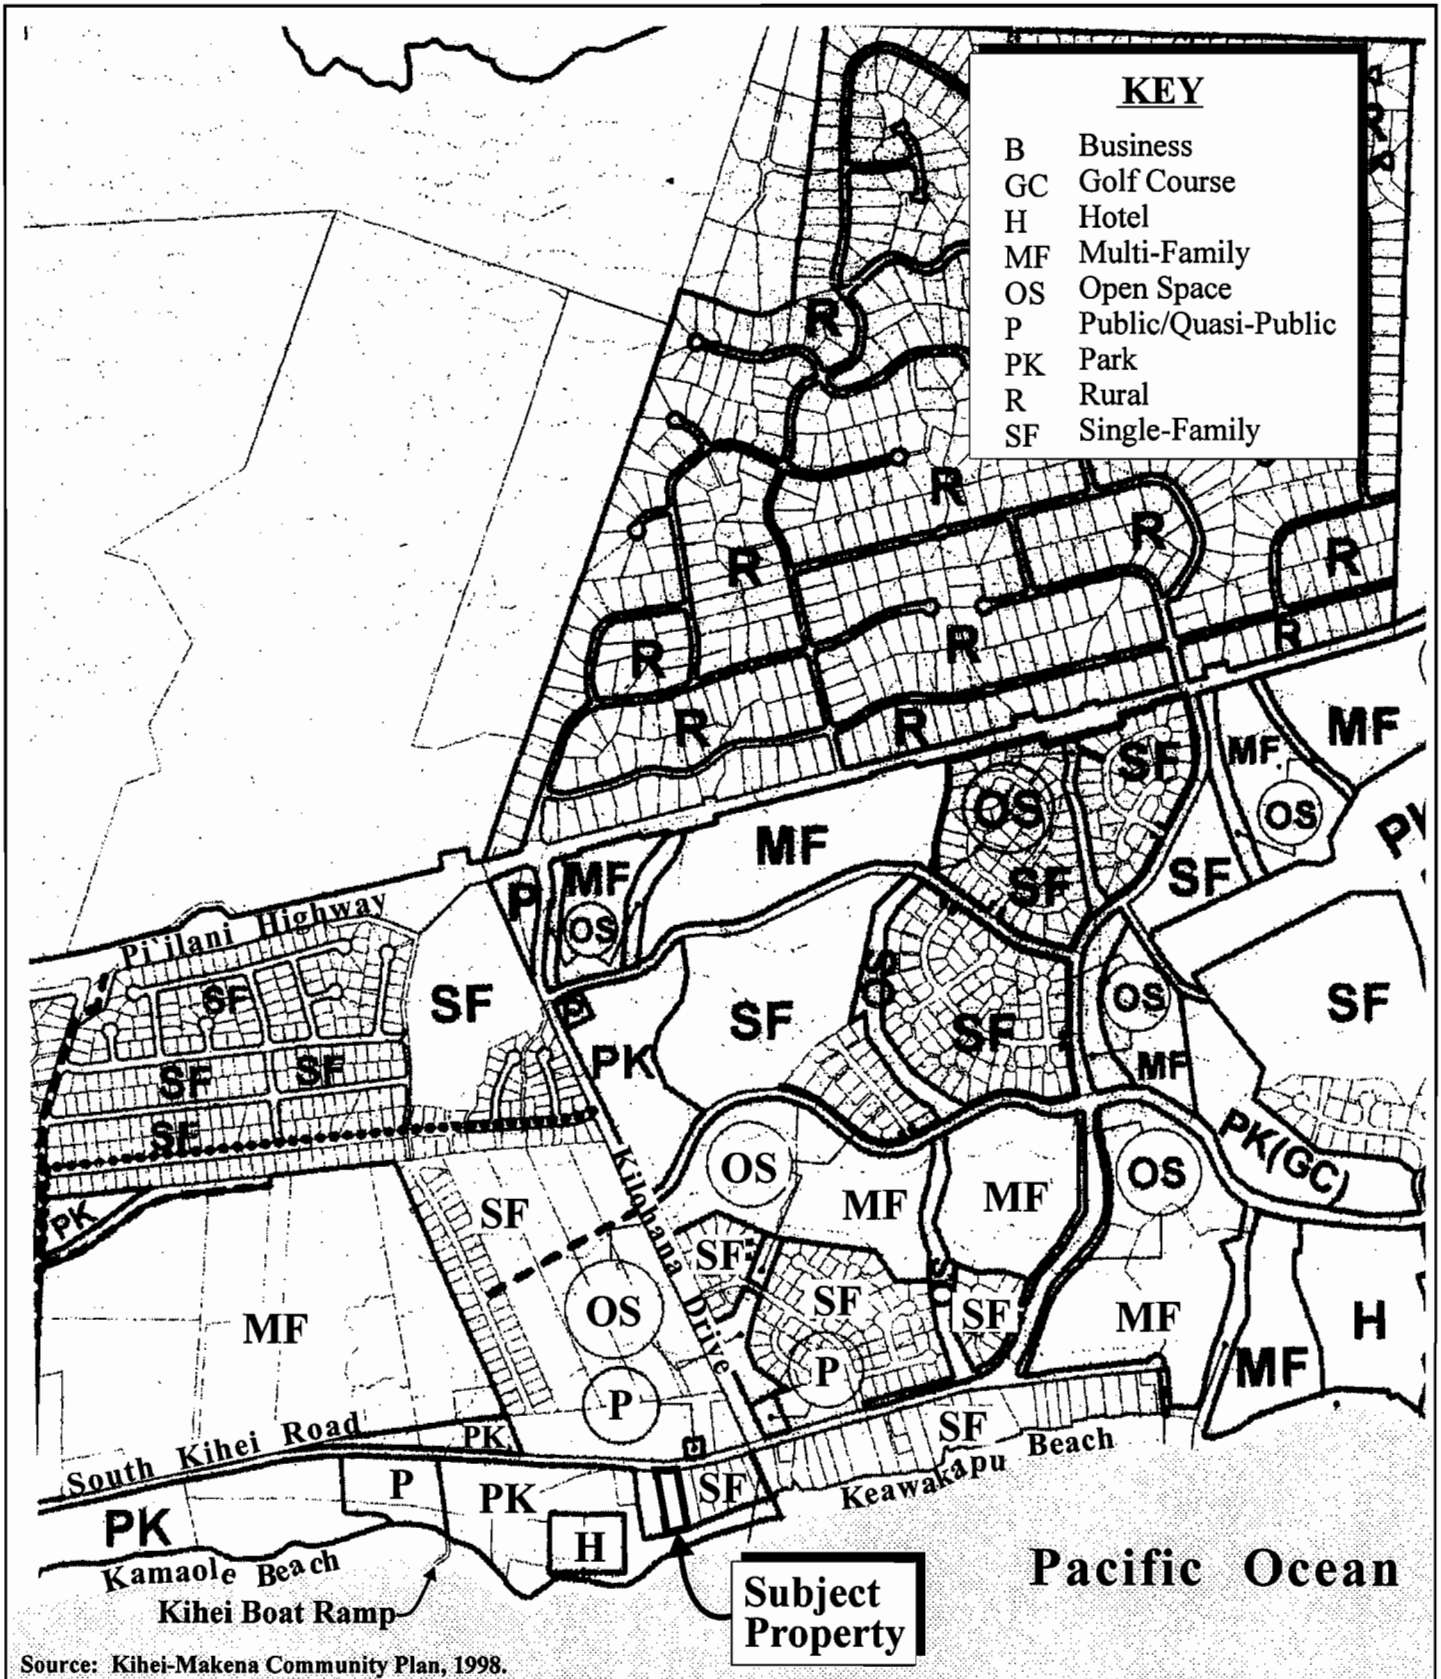 KEY
B Business
GC Golf Course
H Hotel
MF Multi-Family
OS Open Space
P Public/Quasi-Public
PK Park
R Rural
SF Single-Family
R
R
R
R
R
R
R
R
R
R
R
MF
SF
MF
OS
OS
MF
SF
SF
P
MF
OS
Pi'ilani Highway
SF
SF
P
PK
SF
OS
SF
OS
MF
SF
SF
SF
SF
PK(GC)
OS
MF
MF
OS
PK
SF
Kilohana Drive
SF
OS
SF
OS
SF
MF
H
MF
MF
P
P
South Kihei Road
PK
B
SF
Keawakapu Beach
P
PK
SF
PK
H
Kamaole Beach
Kihei Boat Ramp
Subject
Property
Pacific Ocean
Source: Kihei-Makena Community Plan, 1998.